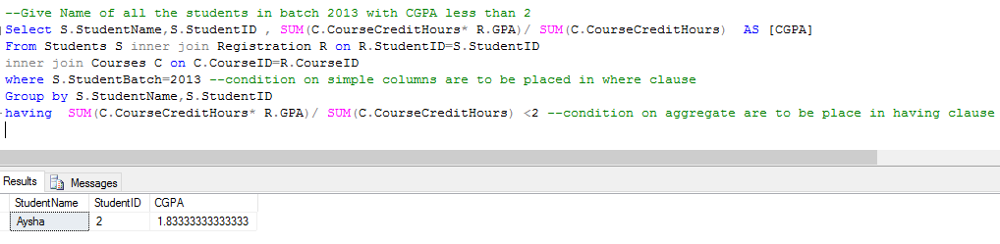 --Give Name of all the students in batch 2013 with CGPA less than 2
Select S.StudentName,S.StudentID , SUM(C.CourseCreditHours* R.GPA)/ SUM(C.CourseCreditHours)  AS [CGPA]
From Students S inner join Registration R on R.StudentID=S.StudentID
inner join Courses C on C.CourseID=R.CourseID
where S.StudentBatch=2013 --condition on simple columns are to be placed in where clause
Group by S.StudentName,S.StudentID
having  SUM(C.CourseCreditHours* R.GPA)/ SUM(C.CourseCreditHours) <2 --condition on aggregate are to be place in having clause
Results Messages
StudentName StudentID CGPA
Aysha 2 1.83333333333333